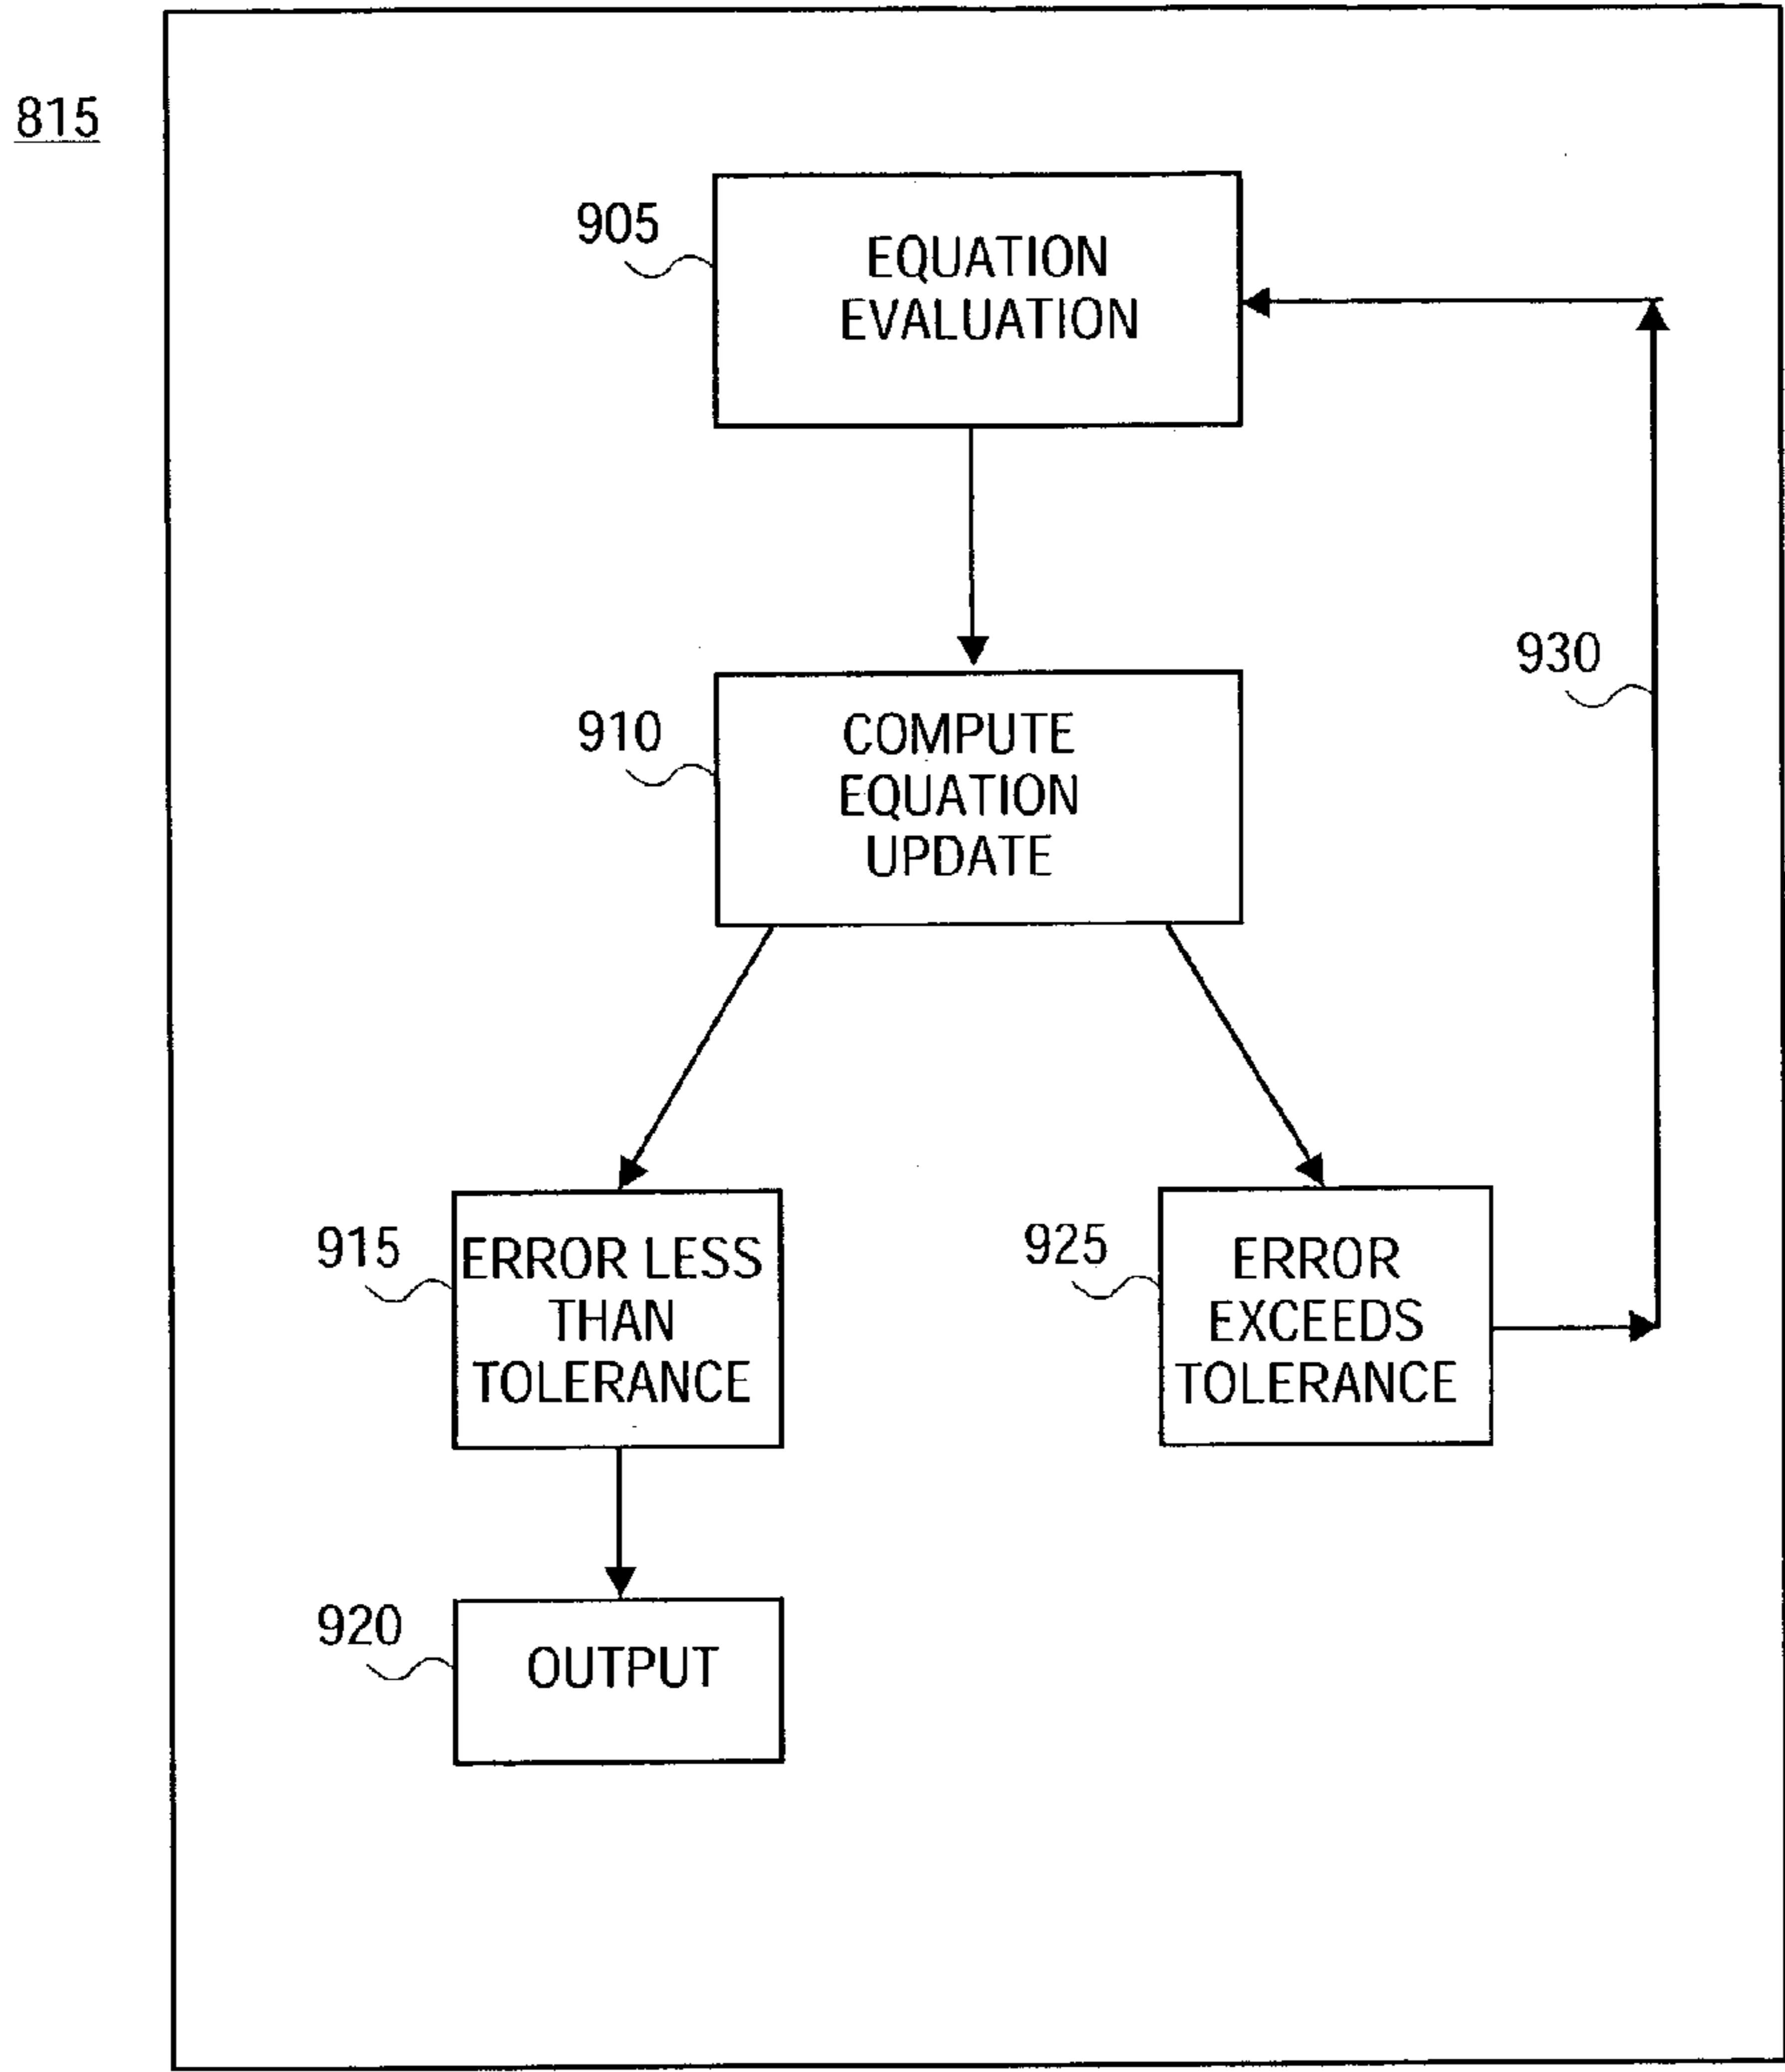 815
905
EQUATION
EVALUATION
930
910
COMPUTE
EQUATION
UPDATE
915
ERROR LESS
THAN
TOLERANCE
925
ERROR
EXCEEDS
TOLERANCE
920
OUTPUT